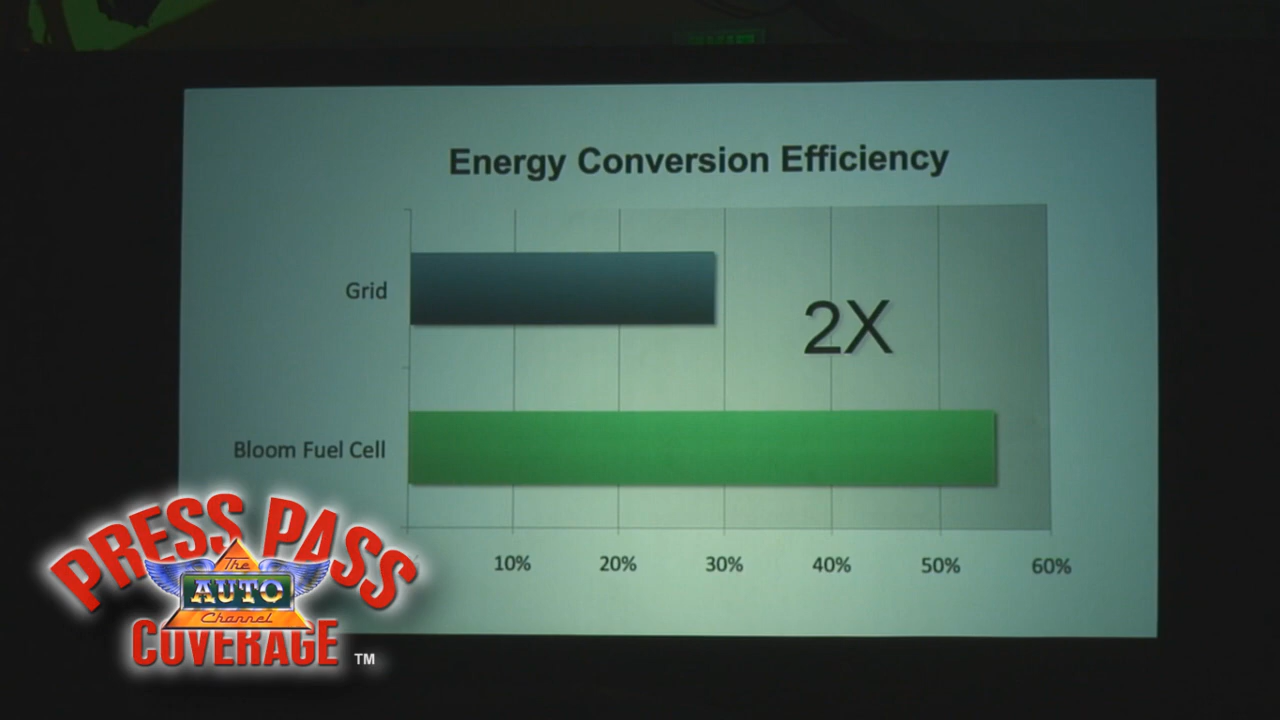 Energy Conversion Efficiency
Grid
2X
Bloom Fuel Cell
10% 20% 30% 40% 50% 60%
PRESS PASS
The
AUTO
Channel
COVERAGE TM